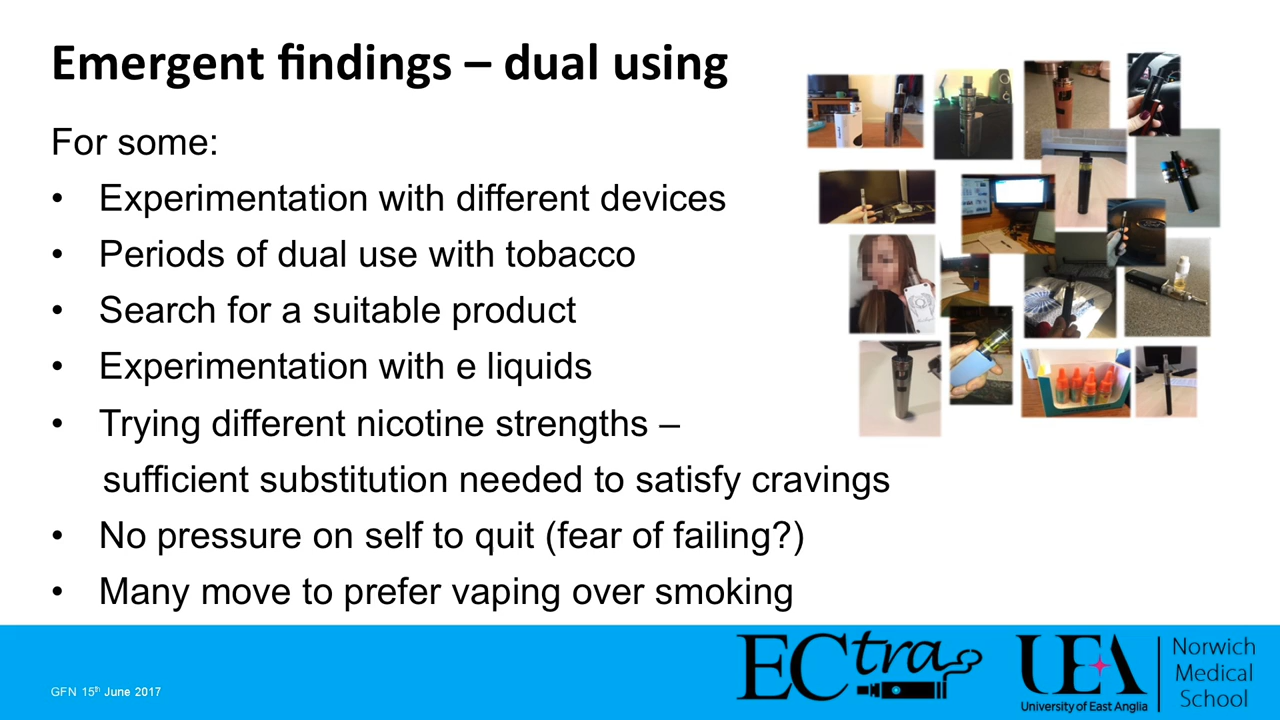 Emergent findings – dual using
For some:
• Experimentation with different devices
• Periods of dual use with tobacco
• Search for a suitable product
• Experimentation with e liquids
• Trying different nicotine strengths –
sufficient substitution needed to satisfy cravings
• No pressure on self to quit (fear of failing?)
• Many move to prefer vaping over smoking
GFN 15th June 2017
ECtra
UEA
University of East Anglia
Norwich
Medical
School